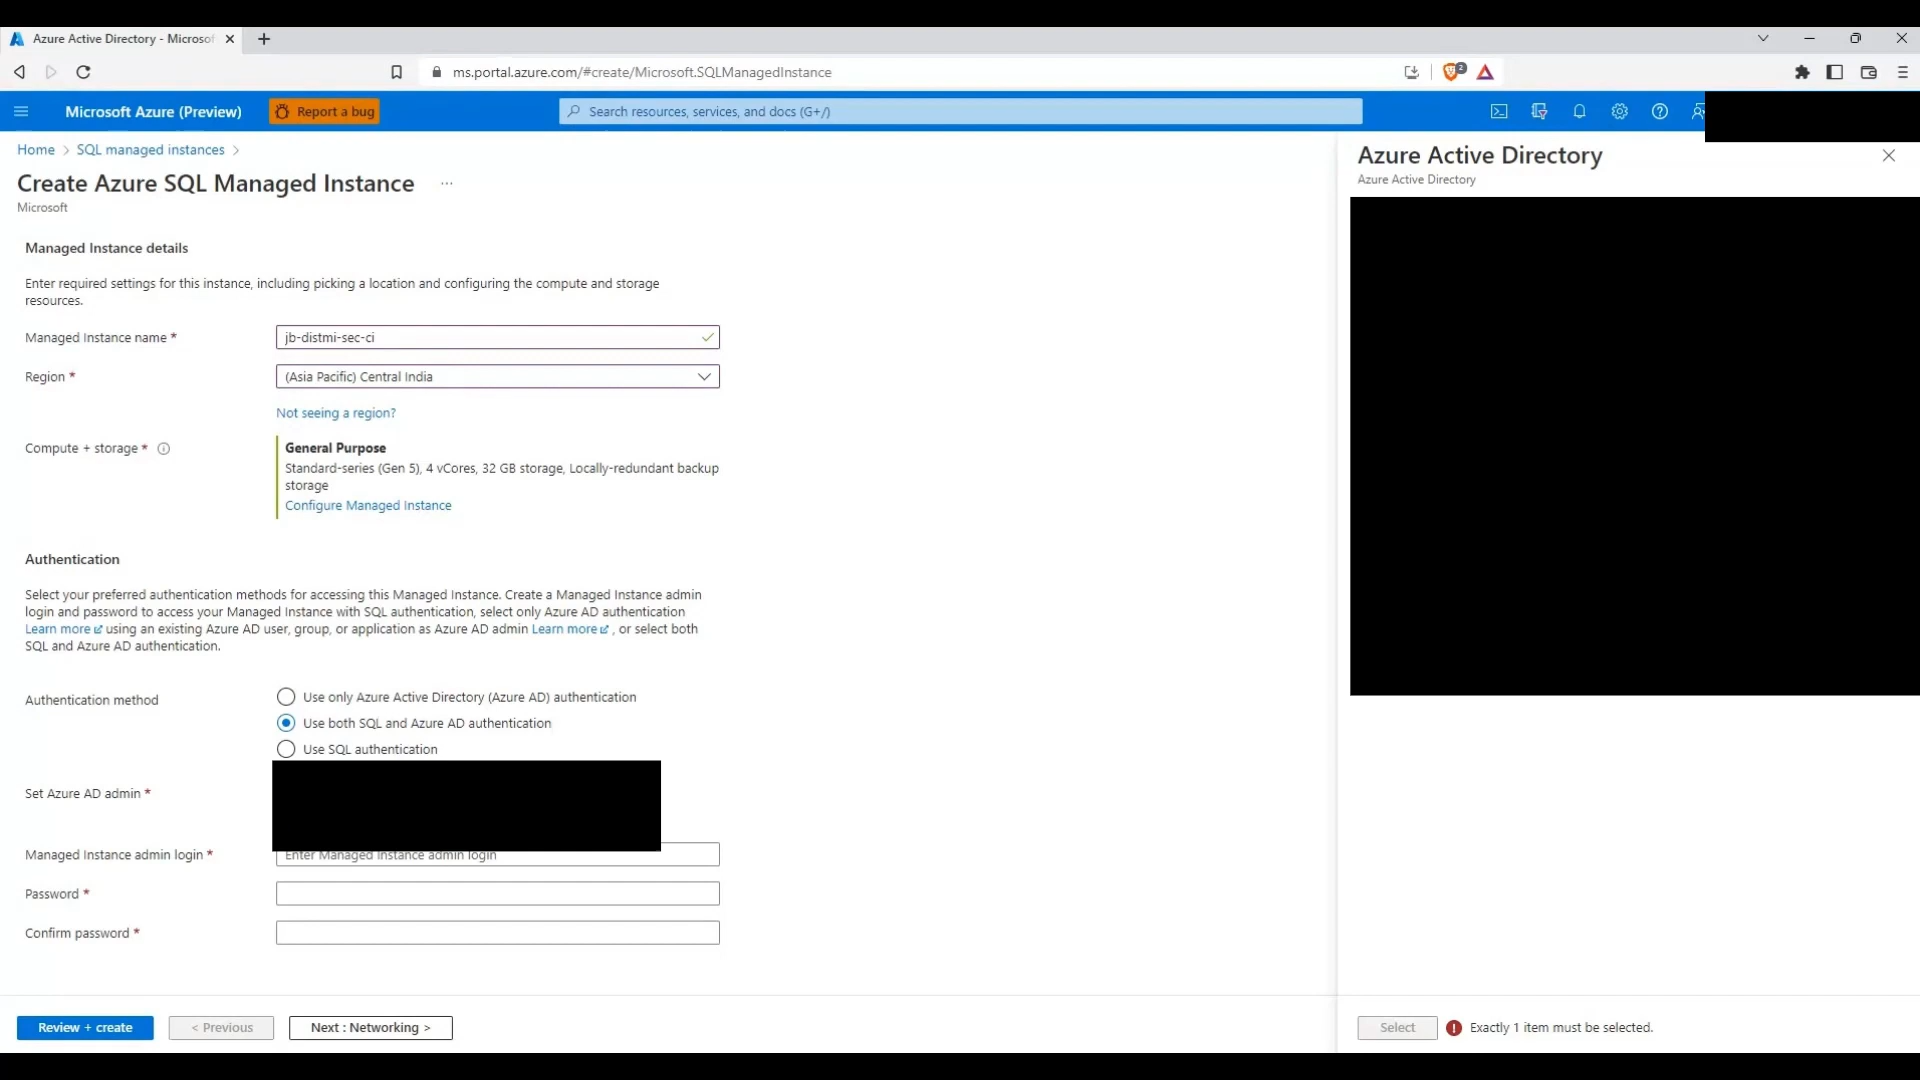 Azure Active Directory - Microsof
ms.portal.azure.com/#create/Microsoft.SQLManagedInstance
2
Microsoft Azure (Preview)
Report a bug
Search resources, services, and docs (G+/)
Home > SQL managed instances >
Create Azure SQL Managed Instance ...
Microsoft
Managed Instance details
Enter required settings for this instance, including picking a location and configuring the compute and storage
resources.
Managed Instance name *
jb-distmi-sec-ci
Region *
(Asia Pacific) Central India
Not seeing a region?
Compute + storage *
General Purpose
Standard-series (Gen 5), 4 vCores, 32 GB storage, Locally-redundant backup
storage
Configure Managed Instance
Authentication
Select your preferred authentication methods for accessing this Managed Instance. Create a Managed Instance admin
login and password to access your Managed Instance with SQL authentication, select only Azure AD authentication
Learn more using an existing Azure AD user, group, or application as Azure AD admin Learn more , or select both
SQL and Azure AD authentication.
Authentication method
Use only Azure Active Directory (Azure AD) authentication
Use both SQL and Azure AD authentication
Use SQL authentication
Set Azure AD admin *
Managed Instance admin login *
Enter Managed Instance admin login
Password *
Confirm password *
Review + create
< Previous
Next : Networking >
Azure Active Directory
Azure Active Directory
Select
Exactly 1 item must be selected.